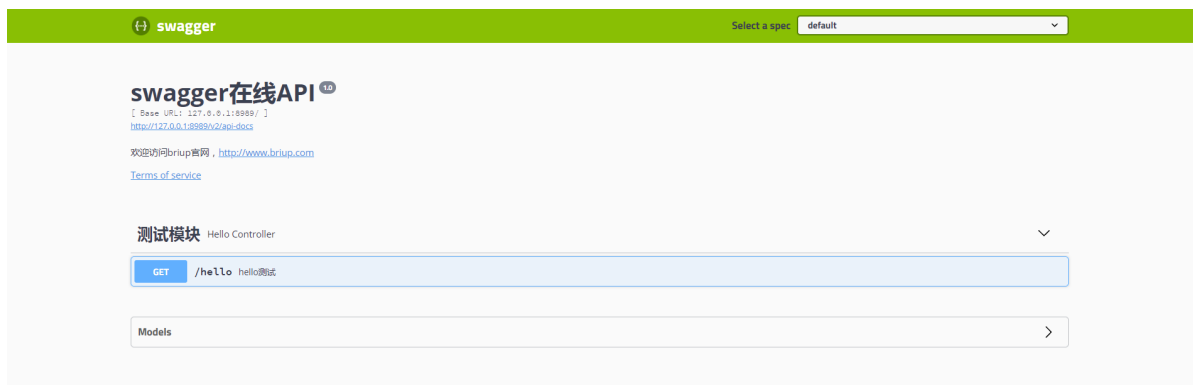 swagger
Select a spec default
swagger在线API 1.0
[ Base URL: 127.0.0.1:8989/ ]
http://127.0.0.1:8989/v2/api-docs
欢迎访问briup官网，http://www.briup.com
Terms of service
测试模块 Hello Controller
GET /hello hello测试
Models